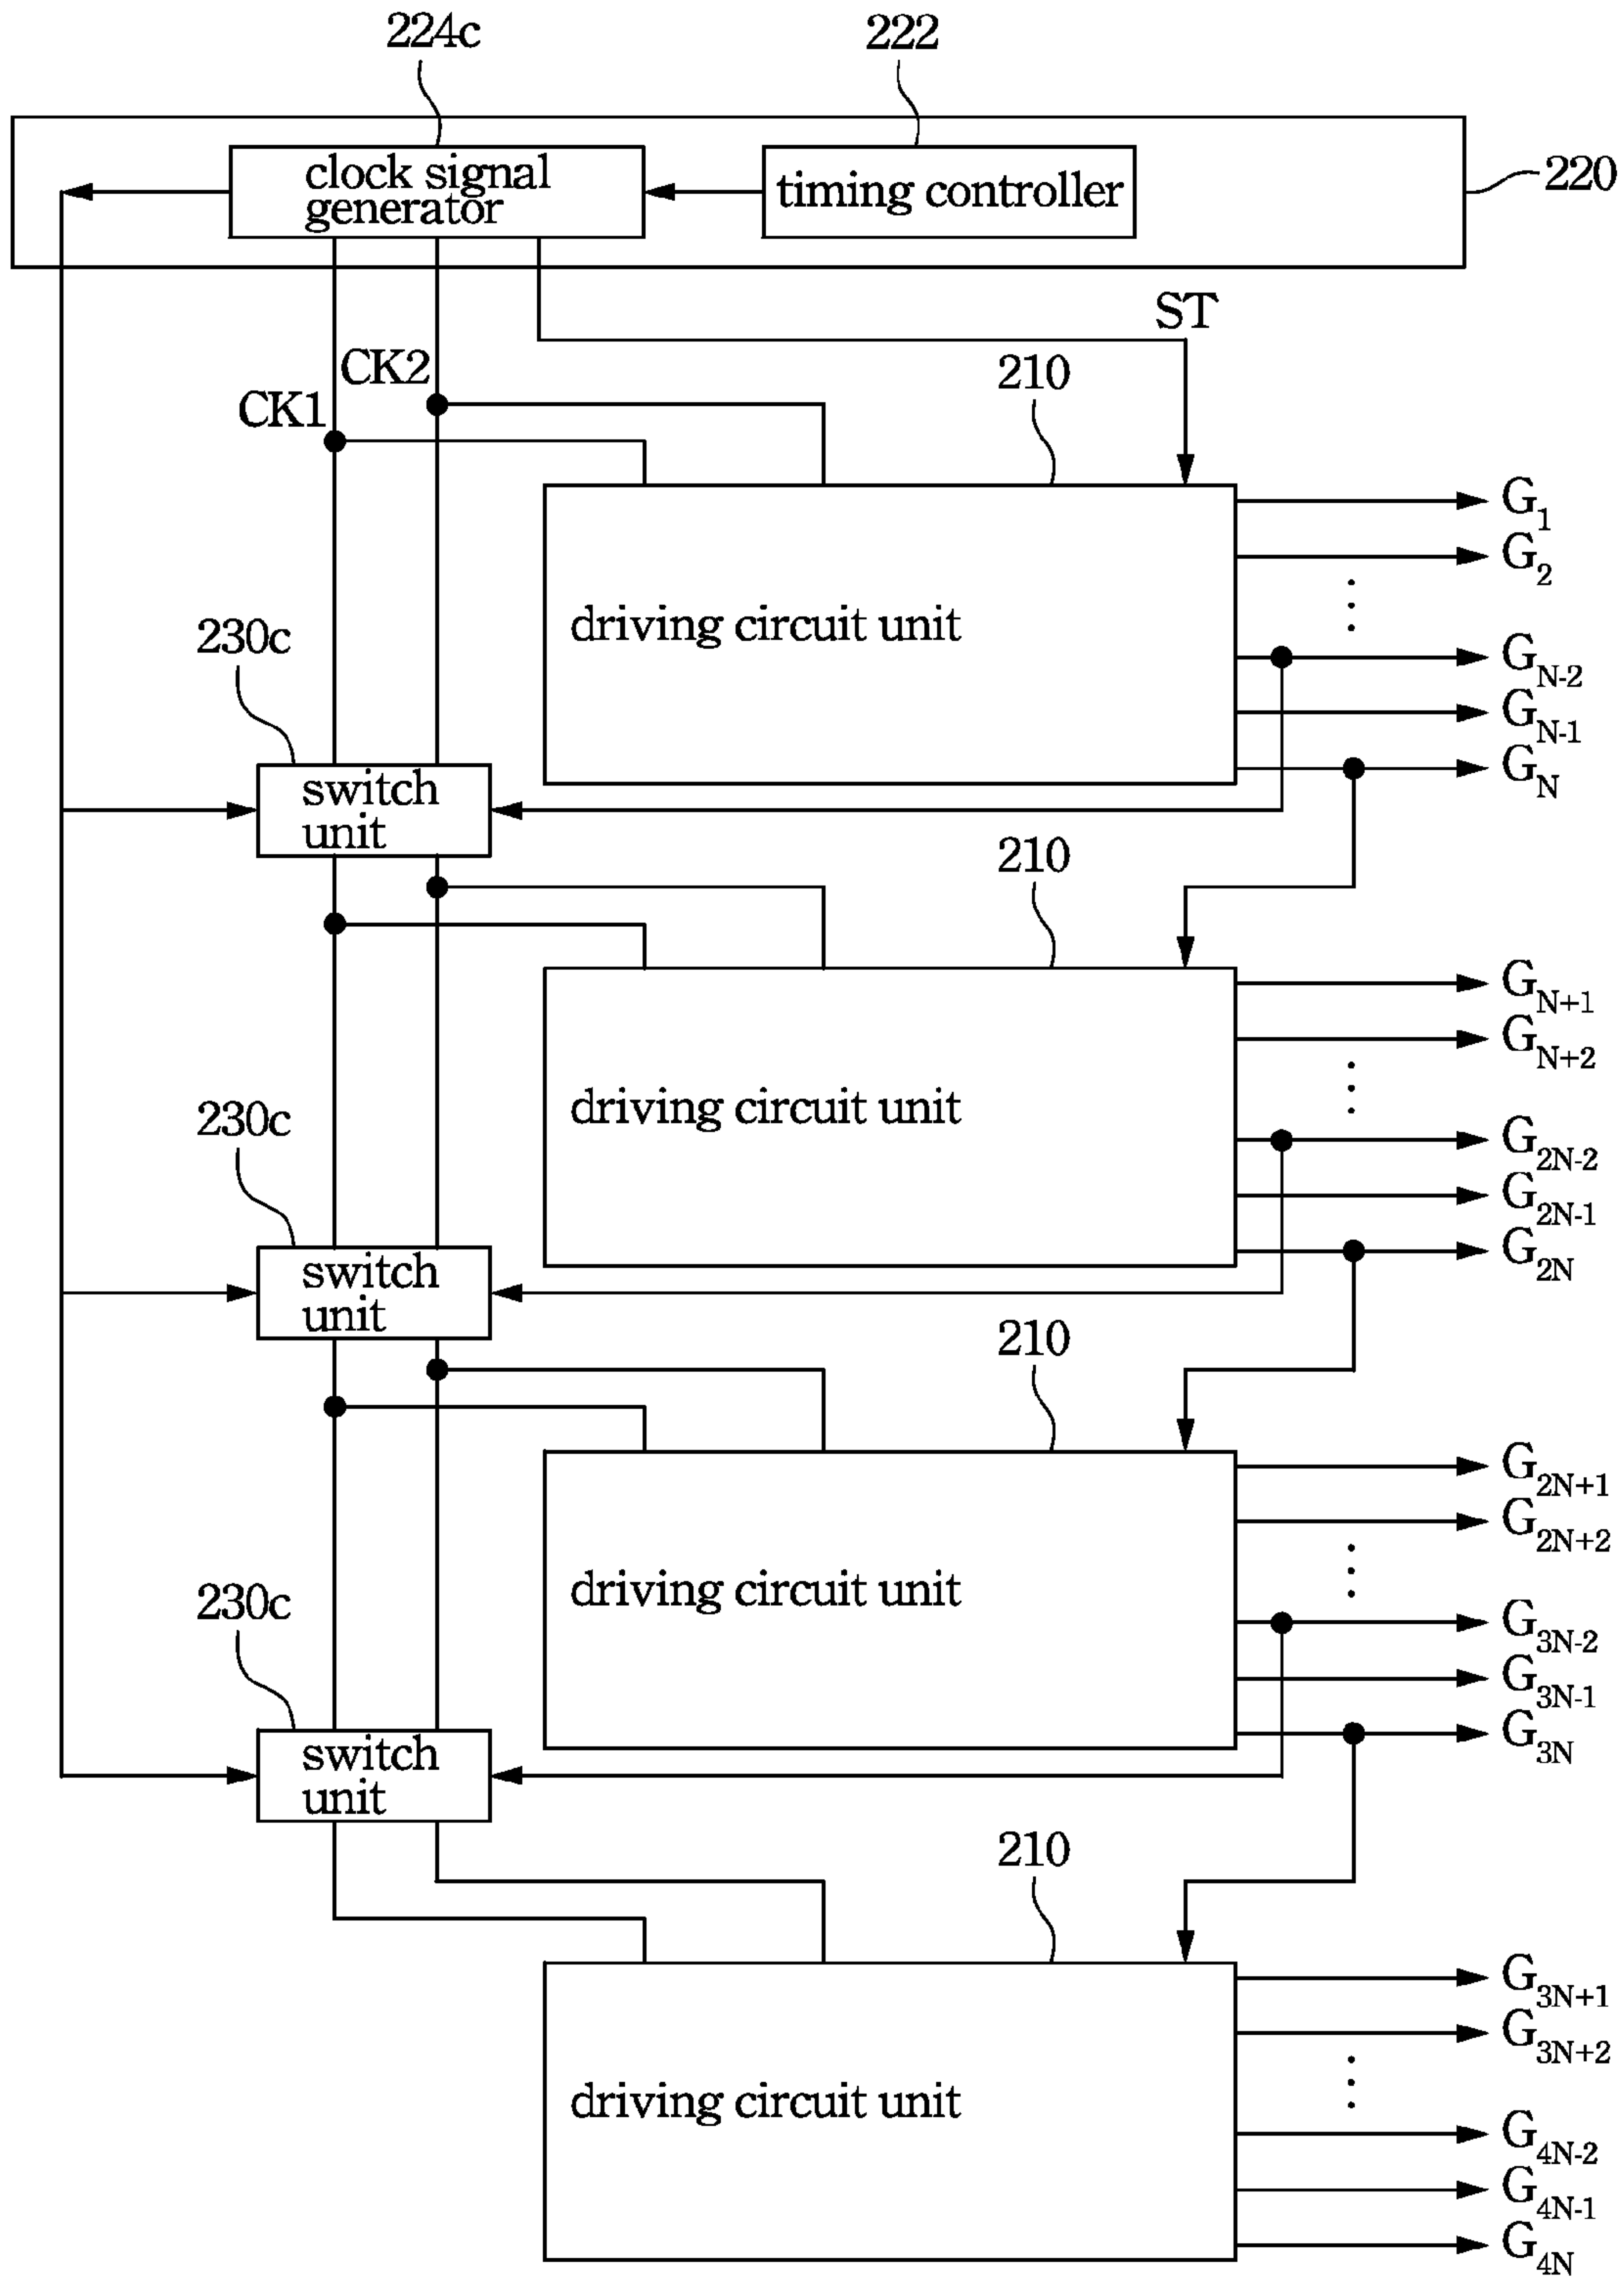 224c
222
clock signal
generator
timing controller
220
ST
CK2
CK1
210
G1
G2
driving circuit unit
230c
GN-2
GN-1
GN
switch
unit
210
GN+1
GN+2
driving circuit unit
230c
G2N-2
G2N-1
G2N
switch
unit
210
G2N+1
G2N+2
driving circuit unit
230c
G3N-2
G3N-1
G3N
switch
unit
210
G3N+1
G3N+2
driving circuit unit
G4N-2
G4N-1
G4N